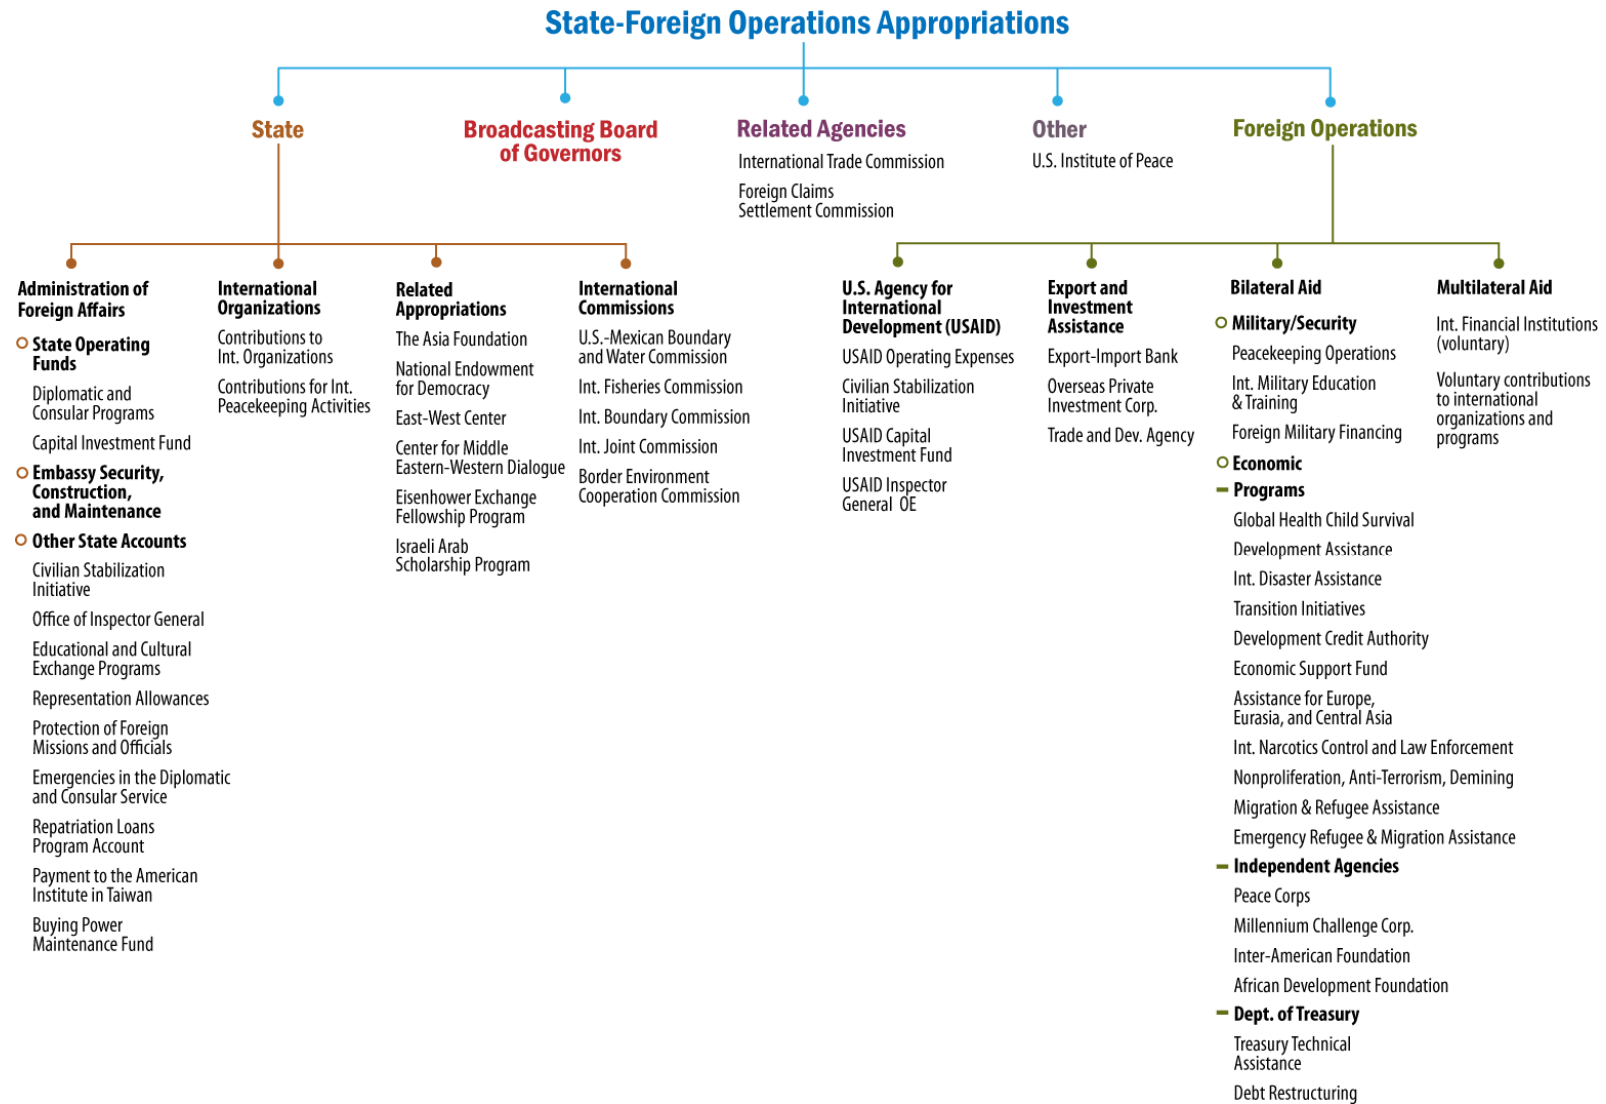 State-Foreign Operations Appropriations
State
Broadcasting Board
of Governors
Related Agencies
International Trade Commission
Foreign Claims
Settlement Commission
Other
U.S. Institute of Peace
Foreign Operations
Administration of
Foreign Affairs
State Operating
Funds
Diplomatic and
Consular Programs
Capital Investment Fund
Embassy Security,
Construction,
and Maintenance
Other State Accounts
Civilian Stabilization
Initiative
Office of Inspector General
Educational and Cultural
Exchange Programs
Representation Allowances
Protection of Foreign
Missions and Officials
Emergencies in the Diplomatic
and Consular Service
Repatriation Loans
Program Account
Payment to the American
Institute in Taiwan
Buying Power
Maintenance Fund
International
Organizations
Contributions to
Int. Organizations
Contributions for Int.
Peacekeeping Activities
Related
Appropriations
The Asia Foundation
National Endowment
for Democracy
East-West Center
Center for Middle
Eastern-Western Dialogue
Eisenhower Exchange
Fellowship Program
Israeli Arab
Scholarship Program
International
Commissions
U.S.-Mexican Boundary
and Water Commission
Int. Fisheries Commission
Int. Boundary Commission
Int. Joint Commission
Border Environment
Cooperation Commission
U.S. Agency for
International
Development (USAID)
USAID Operating Expenses
Civilian Stabilization
Initiative
USAID Capital
Investment Fund
USAID Inspector
General OE
Export and
Investment
Assistance
Export-Import Bank
Overseas Private
Investment Corp.
Trade and Dev. Agency
Bilateral Aid
Military/Security
Peacekeeping Operations
Int. Military Education
& Training
Foreign Military Financing
Economic
Programs
Global Health Child Survival
Development Assistance
Int. Disaster Assistance
Transition Initiatives
Development Credit Authority
Economic Support Fund
Assistance for Europe,
Eurasia, and Central Asia
Int. Narcotics Control and Law Enforcement
Nonproliferation, Anti-Terrorism, Demining
Migration & Refugee Assistance
Emergency Refugee & Migration Assistance
Independent Agencies
Peace Corps
Millennium Challenge Corp.
Inter-American Foundation
African Development Foundation
Dept. of Treasury
Treasury Technical
Assistance
Debt Restructuring
Multilateral Aid
Int. Financial Institutions
(voluntary)
Voluntary contributions
to international
organizations and
programs